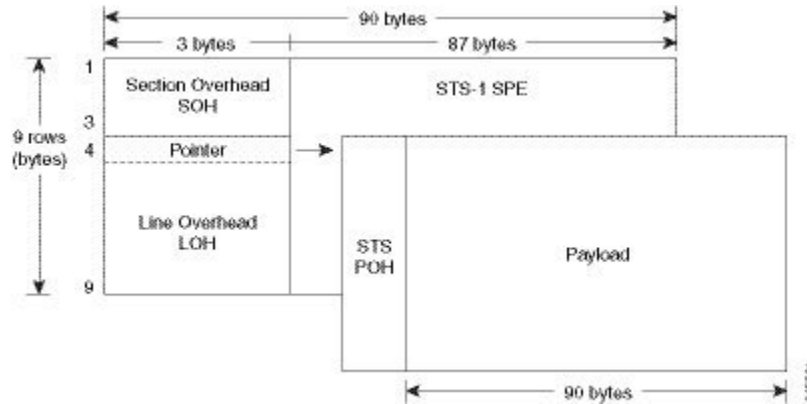 90 bytes
3 bytes
87 bytes
1
Section Overhead
SOH
STS-1 SPE
3
9 rows
(bytes)
4
Pointer
Line Overhead
LOH
STS
POH
Payload
9
90 bytes